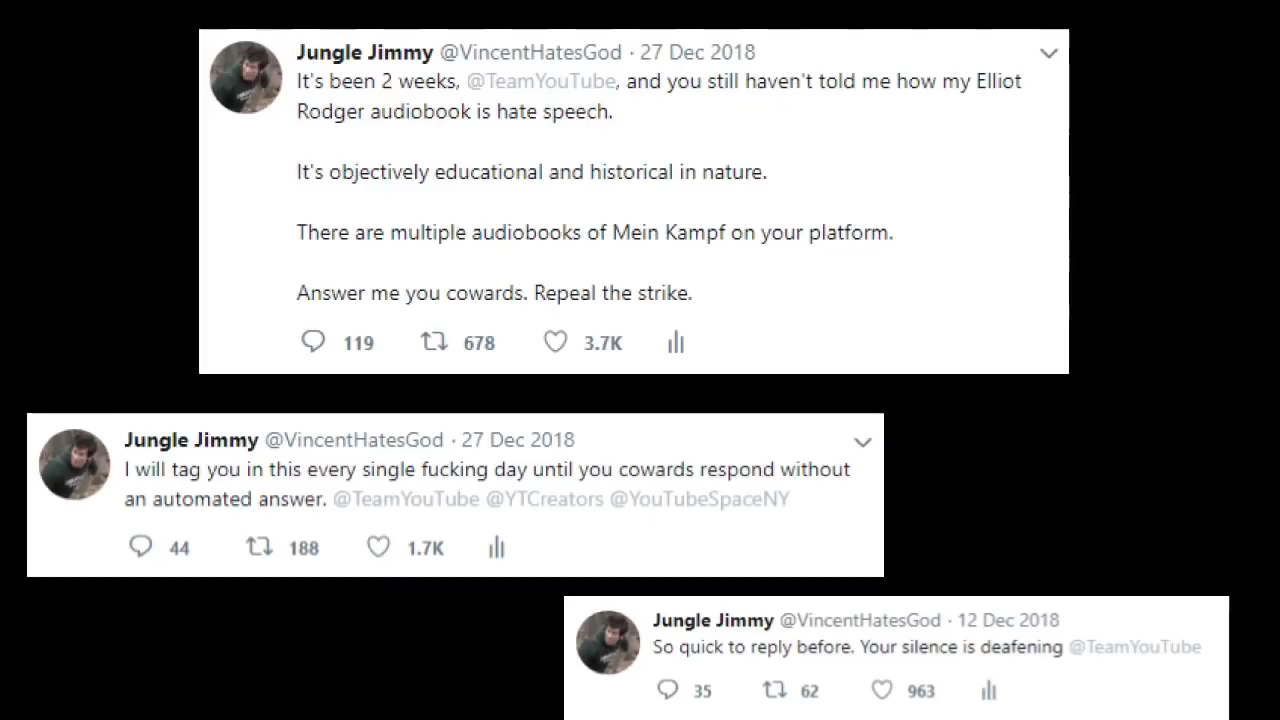 Jungle Jimmy @VincentHatesGod · 27 Dec 2018
It's been 2 weeks, @TeamYouTube, and you still haven't told me how my Elliot
Rodger audiobook is hate speech.
It's objectively educational and historical in nature.
There are multiple audiobooks of Mein Kampf on your platform.
Answer me you cowards. Repeal the strike.
119 678 3.7K
Jungle Jimmy @VincentHatesGod · 27 Dec 2018
I will tag you in this every single fucking day until you cowards respond without
an automated answer. @TeamYouTube @YTCreators @YouTubeSpaceNY
44 188 1.7K
Jungle Jimmy @VincentHatesGod · 12 Dec 2018
So quick to reply before. Your silence is deafening @TeamYouTube
35 62 963